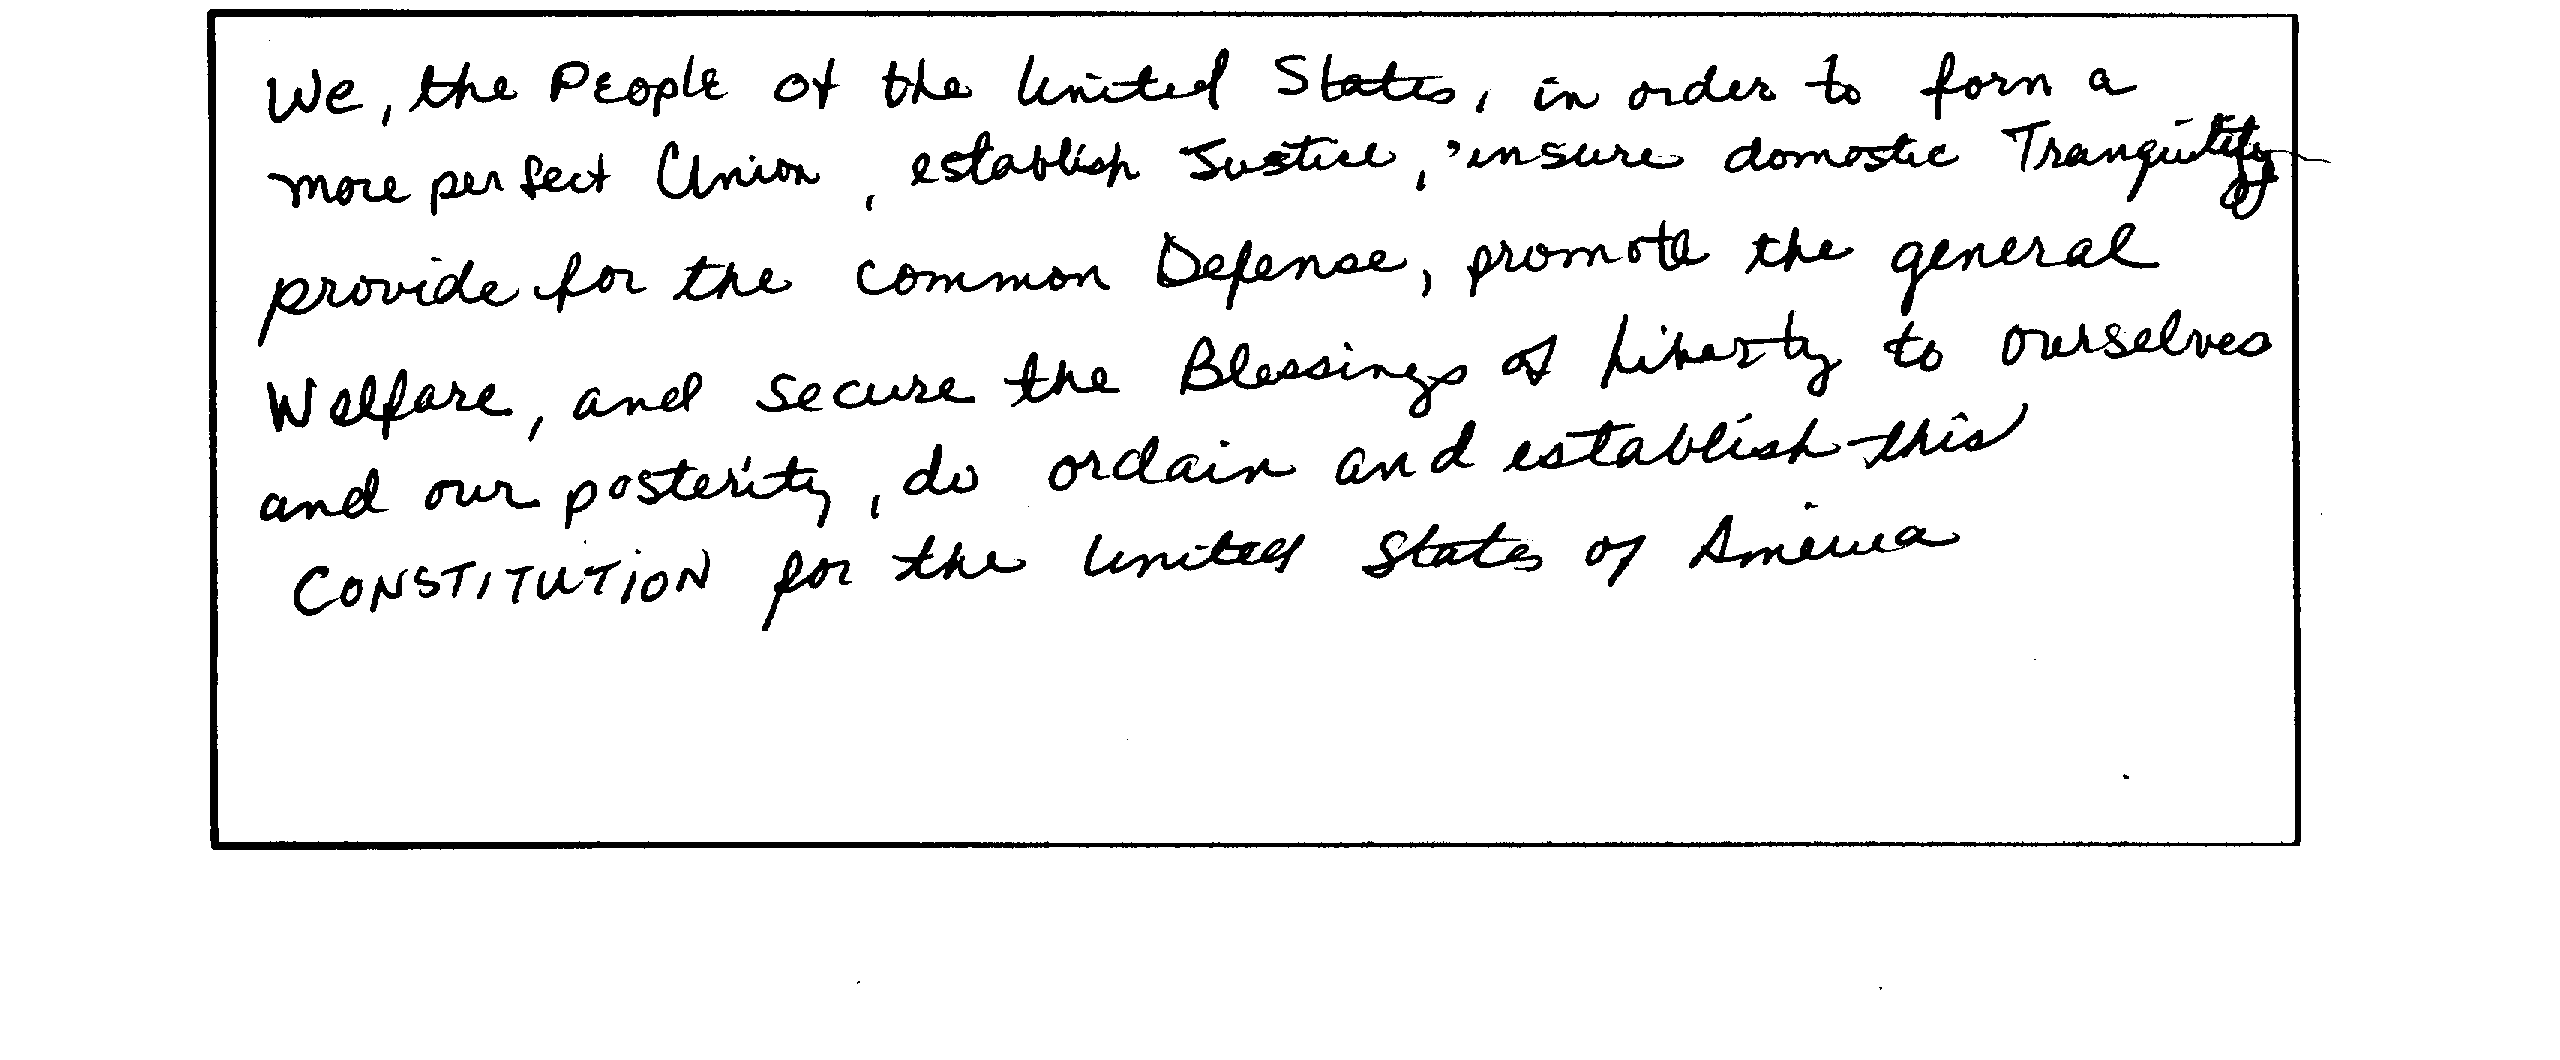 We, the People of the United States, in order to form a
more perfect Union, establish Justice, insure domestic Tranquility
provide for the common Defense, promote the general
Welfare, and secure the Blessings of Liberty to ourselves
and our posterity, do ordain and establish this
CONSTITUTION for the United States of America